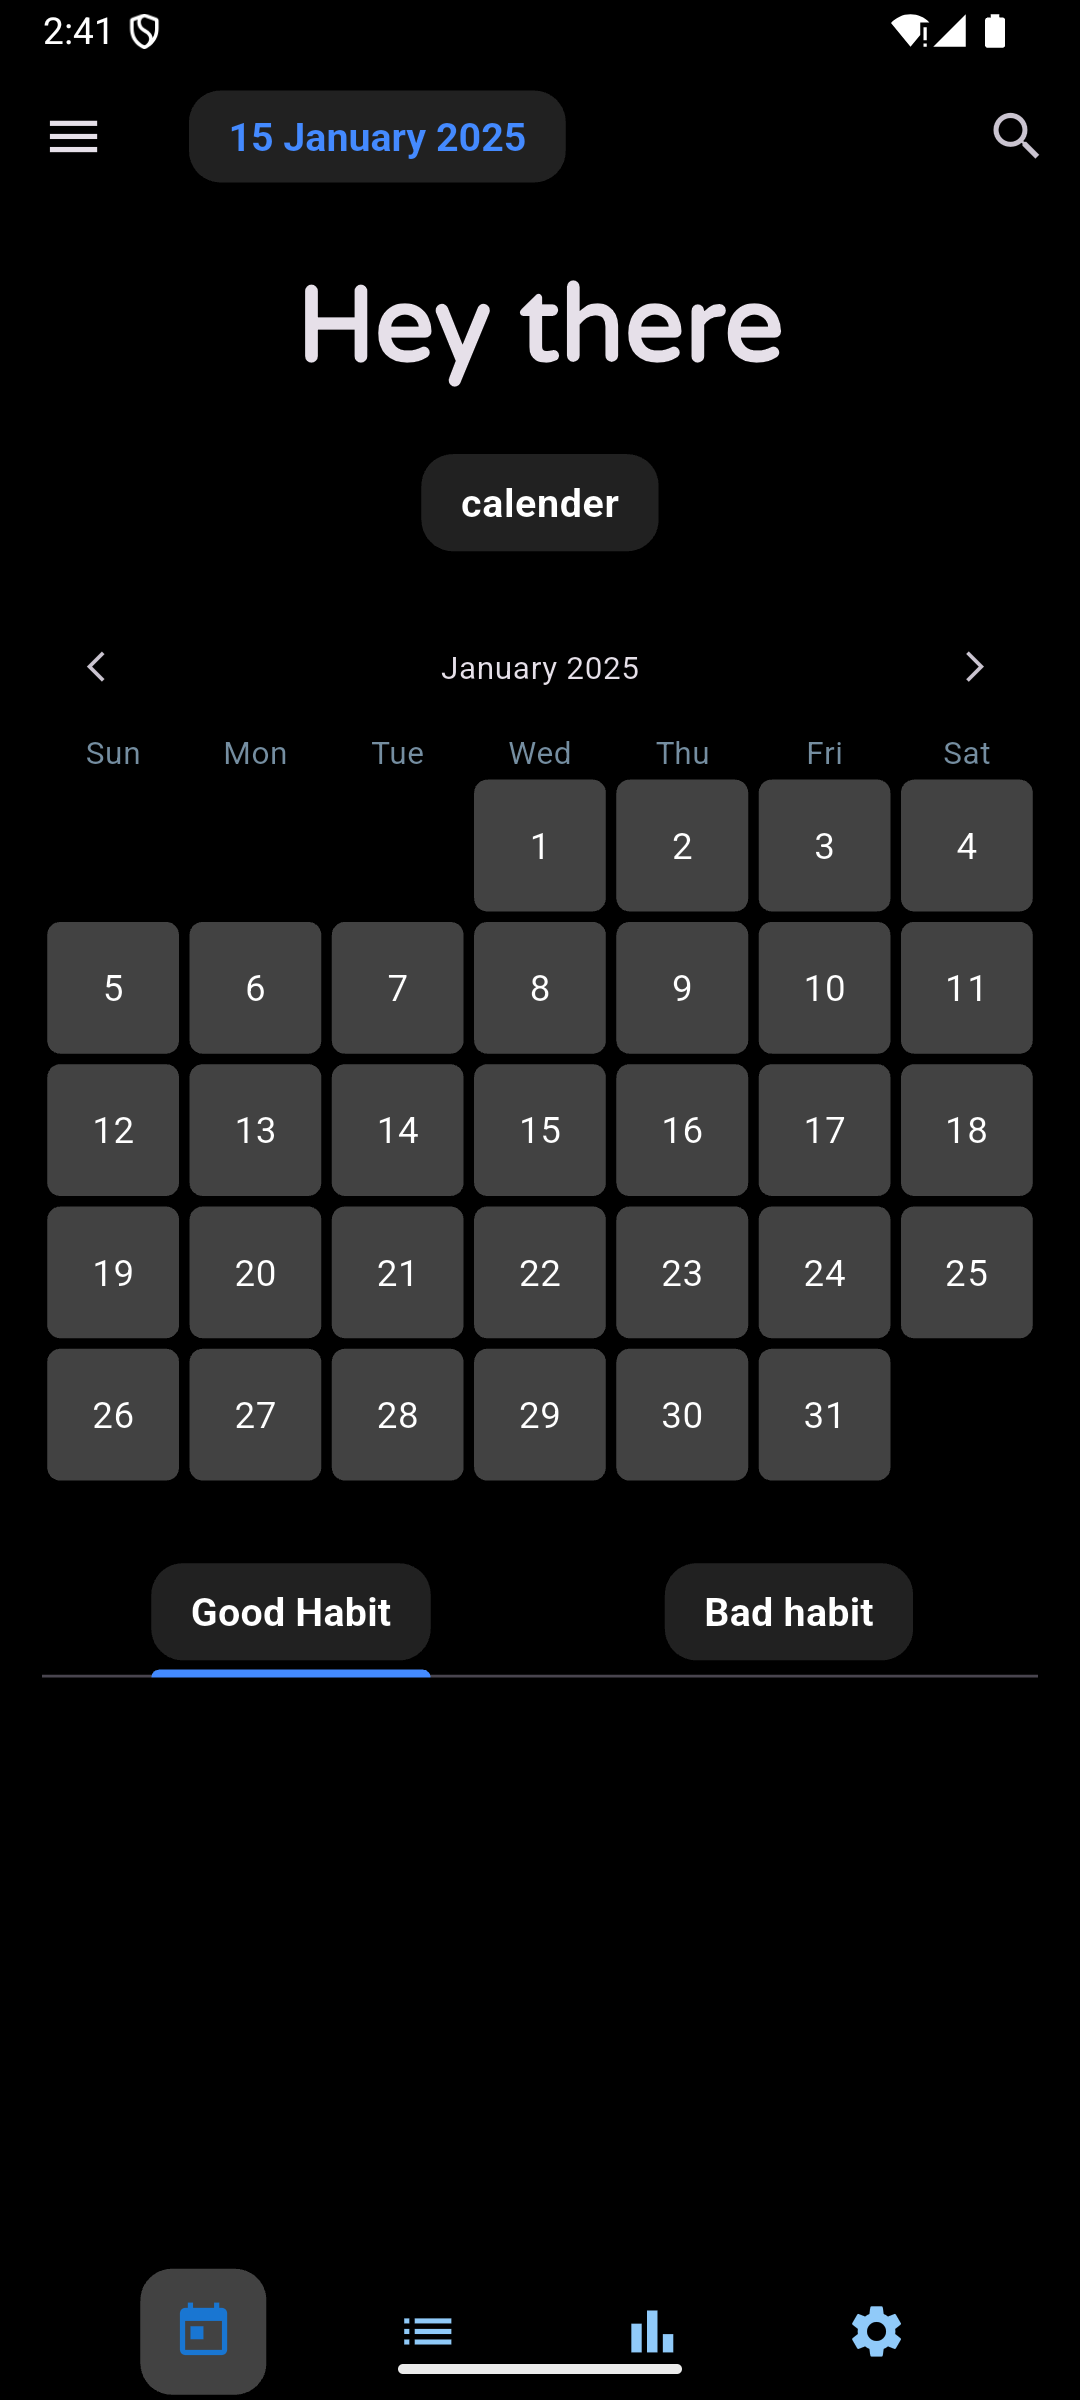 2:41
15 January 2025
Hey there
calender
January 2025
Sun Mon Tue Wed Thu Fri Sat
1 2 3 4
5 6 7 8 9 10 11
12 13 14 15 16 17 18
19 20 21 22 23 24 25
26 27 28 29 30 31
Good Habit Bad habit